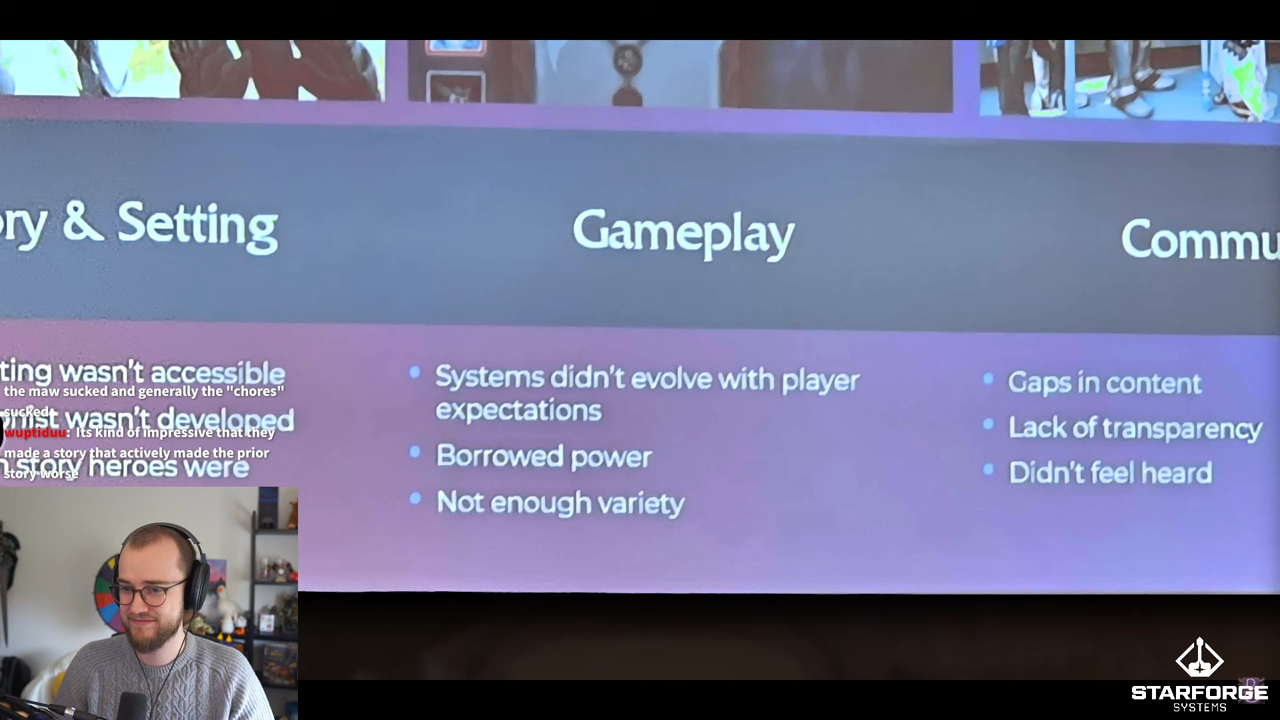 ory & Setting
Gameplay
Commu
ting wasn't accessible
onist wasn't developed
story heroes were
Systems didn't evolve with player
expectations
Borrowed power
Not enough variety
Gaps in content
Lack of transparency
Didn't feel heard
the maw sucked and generally the "chores"
sucked
wuptiduu: Its kind of impressive that they
made a story that actively made the prior
story worse
STARFORGE
SYSTEMS